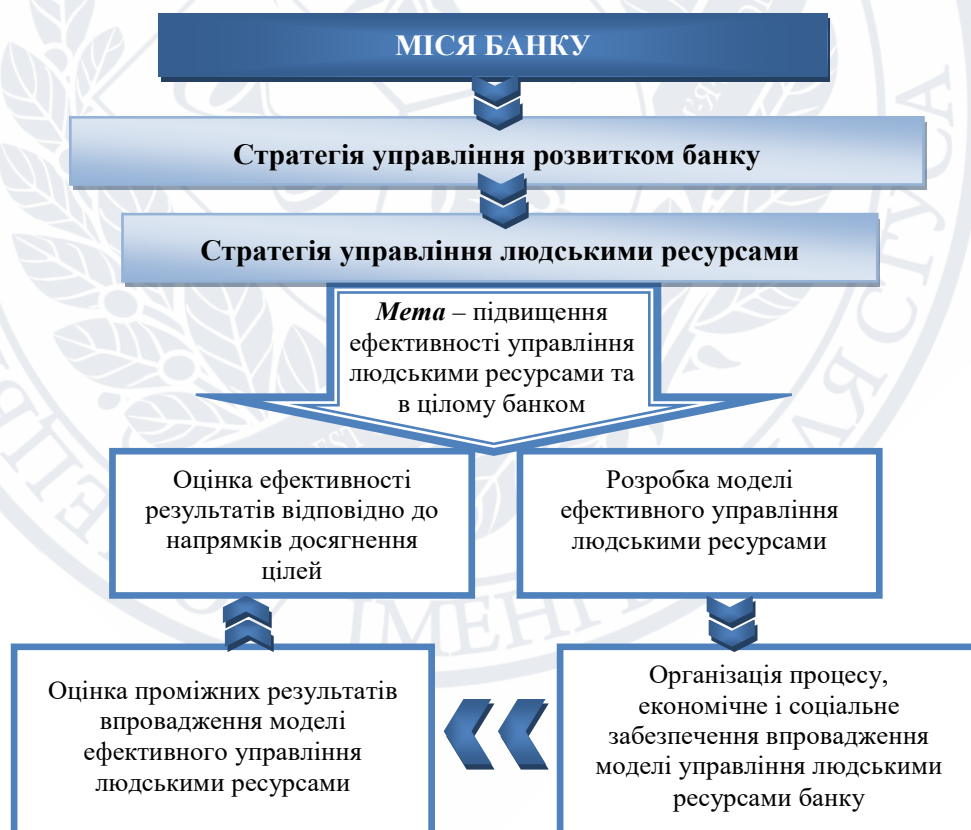 МІСЯ БАНКУ
Стратегія управління розвитком банку
Стратегія управління людськими ресурсами
Мета – підвищення
ефективності управління
людськими ресурсами та
в цілому банком
Оцінка ефективності
результатів відповідно до
напрямків досягнення
цілей
Розробка моделі
ефективного управління
людськими ресурсами
Оцінка проміжних результатів
впровадження моделі
ефективного управління
людськими ресурсами
Організація процесу,
економічне і соціальне
забезпечення впровадження
моделі управління людськими
ресурсами банку
ІМЕНІ
СТУСА